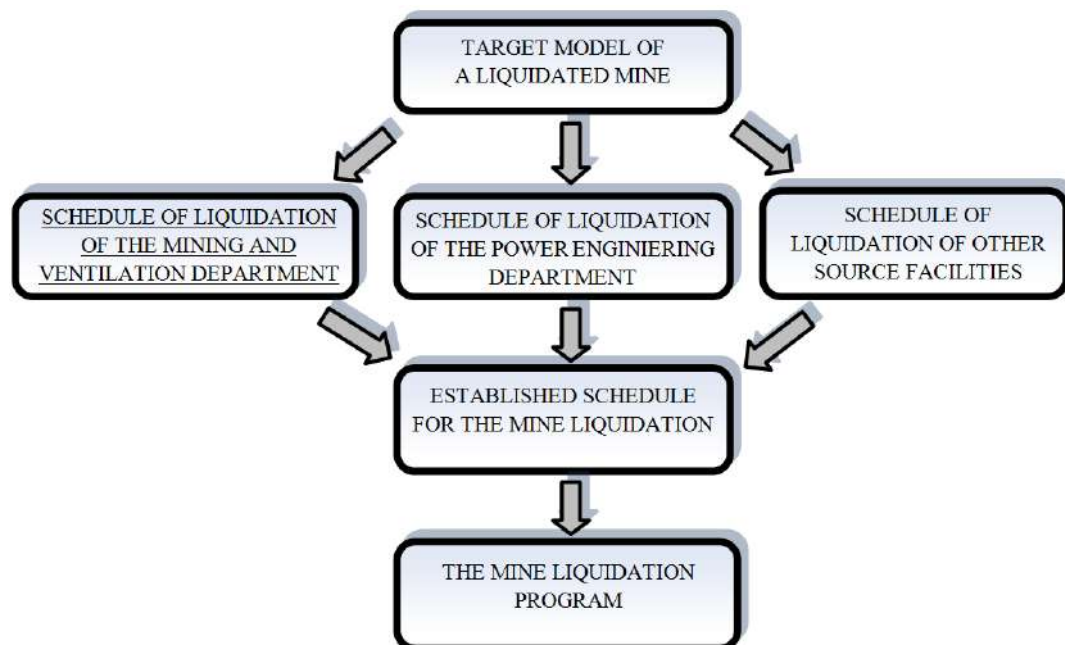 TARGET MODEL OF
A LIQUIDATED MINE
SCHEDULE OF LIQUIDATION
OF THE MINING AND
VENTILATION DEPARTMENT
SCHEDULE OF LIQUIDATION
OF THE POWER ENGINIERING
DEPARTMENT
SCHEDULE OF
LIQUIDATION OF OTHER
SOURCE FACILITIES
ESTABLISHED SCHEDULE
FOR THE MINE LIQUIDATION
THE MINE LIQUIDATION
PROGRAM